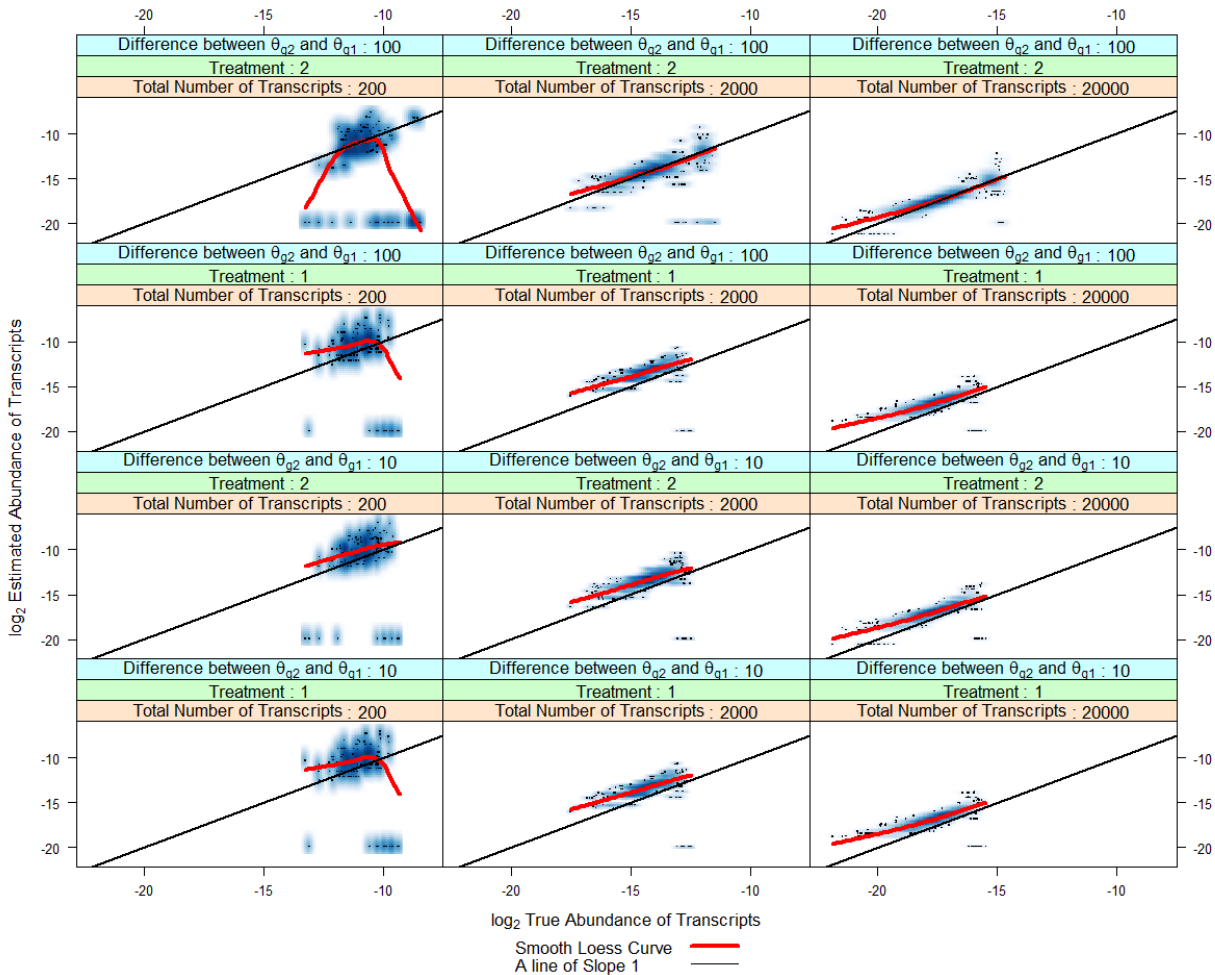 -20 -15 -10 -20 -15 -10 -20 -15 -10
Difference between θg2 and θg1 : 100 Difference between θg2 and θg1 : 100 Difference between θg2 and θg1 : 100
Treatment : 2 Treatment : 2 Treatment : 2
Total Number of Transcripts : 200 Total Number of Transcripts : 2000 Total Number of Transcripts : 20000
-10 -10
-15 -15
-20 -20
Difference between θg2 and θg1 : 100 Difference between θg2 and θg1 : 100 Difference between θg2 and θg1 : 100
Treatment : 1 Treatment : 1 Treatment : 1
Total Number of Transcripts : 200 Total Number of Transcripts : 2000 Total Number of Transcripts : 20000
-10 -10
-15 -15
-20 -20
Difference between θg2 and θg1 : 10 Difference between θg2 and θg1 : 10 Difference between θg2 and θg1 : 10
Treatment : 2 Treatment : 2 Treatment : 2
Total Number of Transcripts : 200 Total Number of Transcripts : 2000 Total Number of Transcripts : 20000
-10 -10
-15 -15
-20 -20
Difference between θg2 and θg1 : 10 Difference between θg2 and θg1 : 10 Difference between θg2 and θg1 : 10
Treatment : 1 Treatment : 1 Treatment : 1
Total Number of Transcripts : 200 Total Number of Transcripts : 2000 Total Number of Transcripts : 20000
-10 -10
-15 -15
-20 -20
-20 -15 -10 -20 -15 -10 -20 -15 -10
log2 Estimated Abundance of Transcripts
log2 True Abundance of Transcripts
Smooth Loess Curve
A line of Slope 1